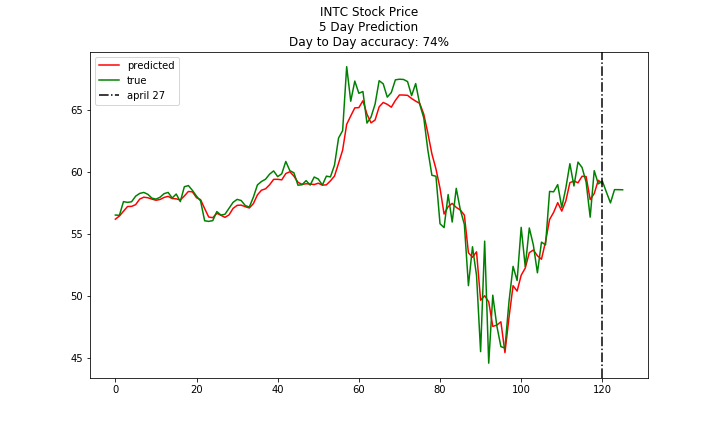 INTC Stock Price
5 Day Prediction
Day to Day accuracy: 74%
predicted
true
april 27
65
60
55
50
45
0 20 40 60 80 100 120